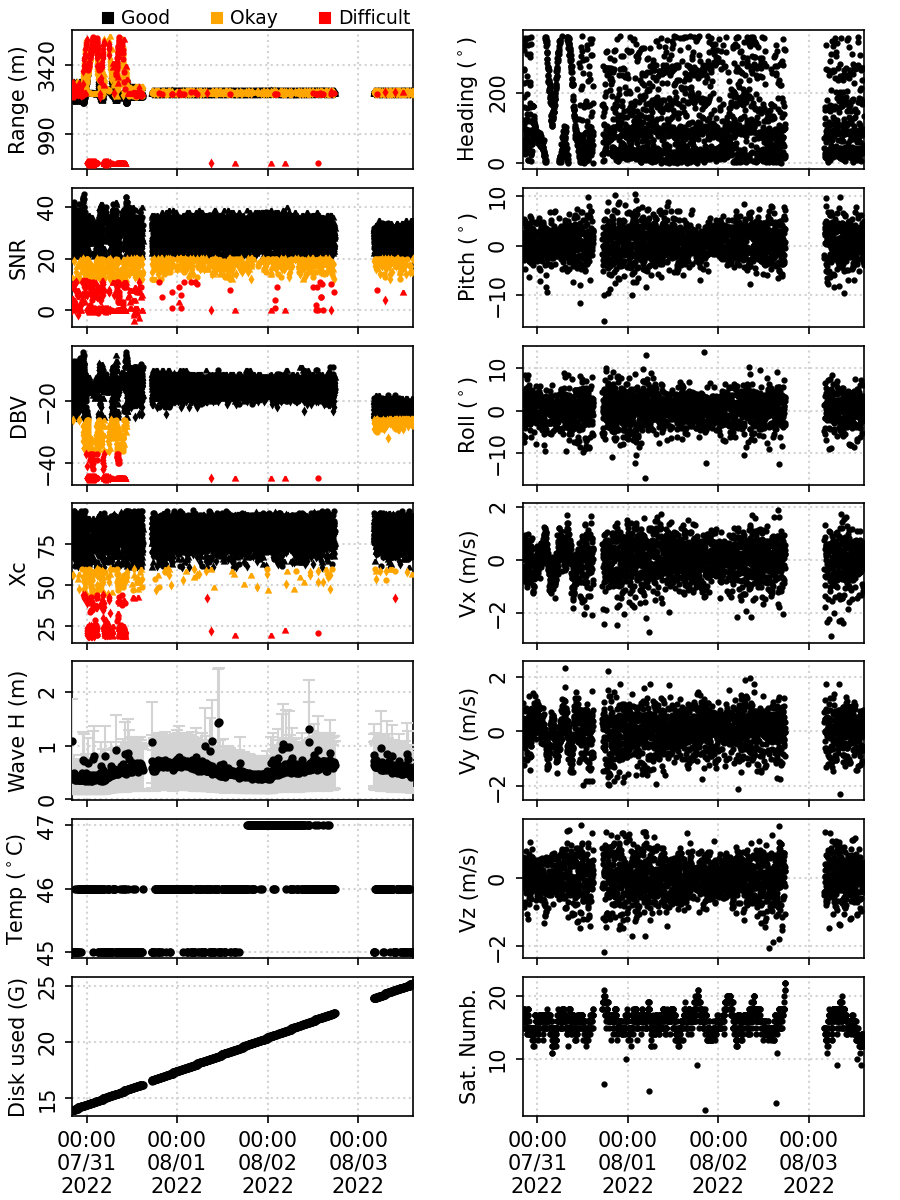 Good Okay Difficult
Range (m)
3420
990
SNR
40
20
0
DBV
−20
−40
Xc
75
50
25
Wave H (m)
2
1
0
Temp (°C)
47
46
45
Disk used (G)
25
20
15
00:00 00:00 00:00 00:00
07/31 08/01 08/02 08/03
2022 2022 2022 2022
Heading (°)
200
0
Pitch (°)
10
0
−10
Roll (°)
10
0
−10
Vx (m/s)
2
0
−2
Vy (m/s)
2
0
−2
Vz (m/s)
0
−2
Sat. Numb.
20
10
00:00 00:00 00:00 00:00
07/31 08/01 08/02 08/03
2022 2022 2022 2022